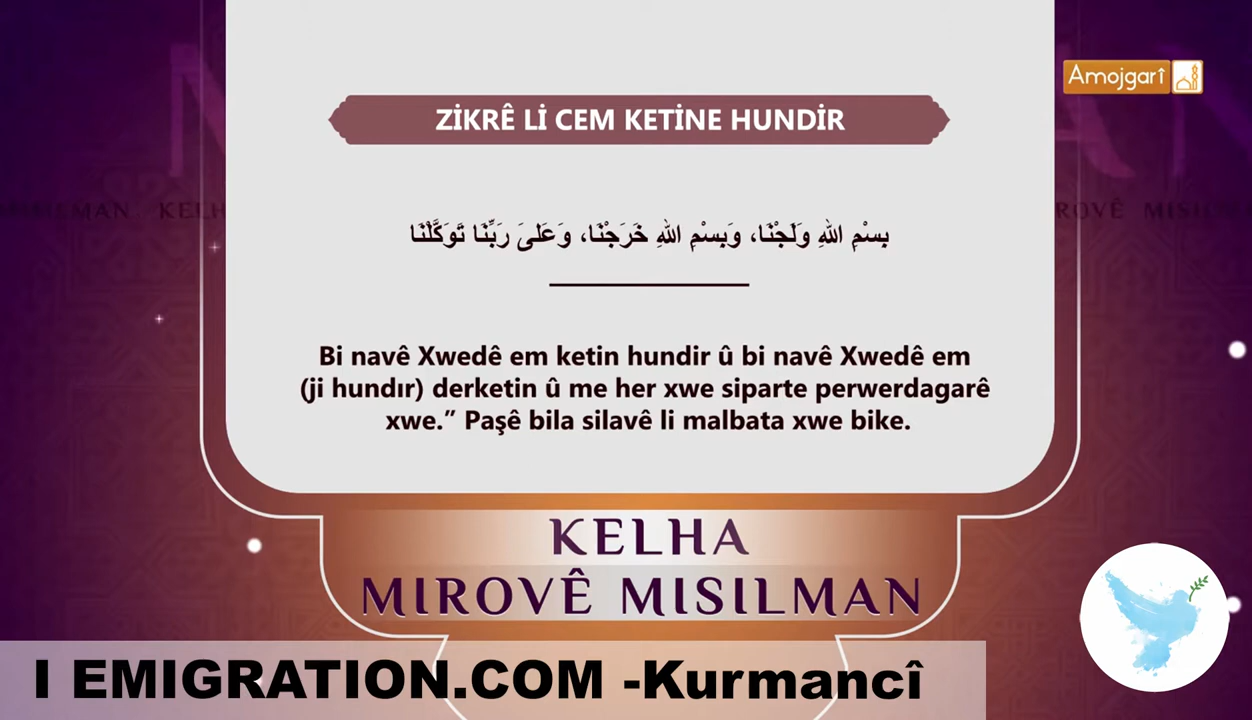 Amojgarî
ZİKRÊ Lİ CEM KETİNE HUNDİR
بِسْمِ اللهِ وَلَجْنَا، وَبِسْمِ اللهِ خَرَجْنَا، وَعَلىَ رَبِّنَا تَوَكَّلْنَا
Bi navê Xwedê em ketin hundir û bi navê Xwedê em
(ji hundır) derketin û me her xwe siparte perwerdagarê
xwe.” Paşê bila silavê li malbata xwe bike.
KELHA
MIROVÊ MISILMAN
I EMIGRATION.COM -Kurmancî